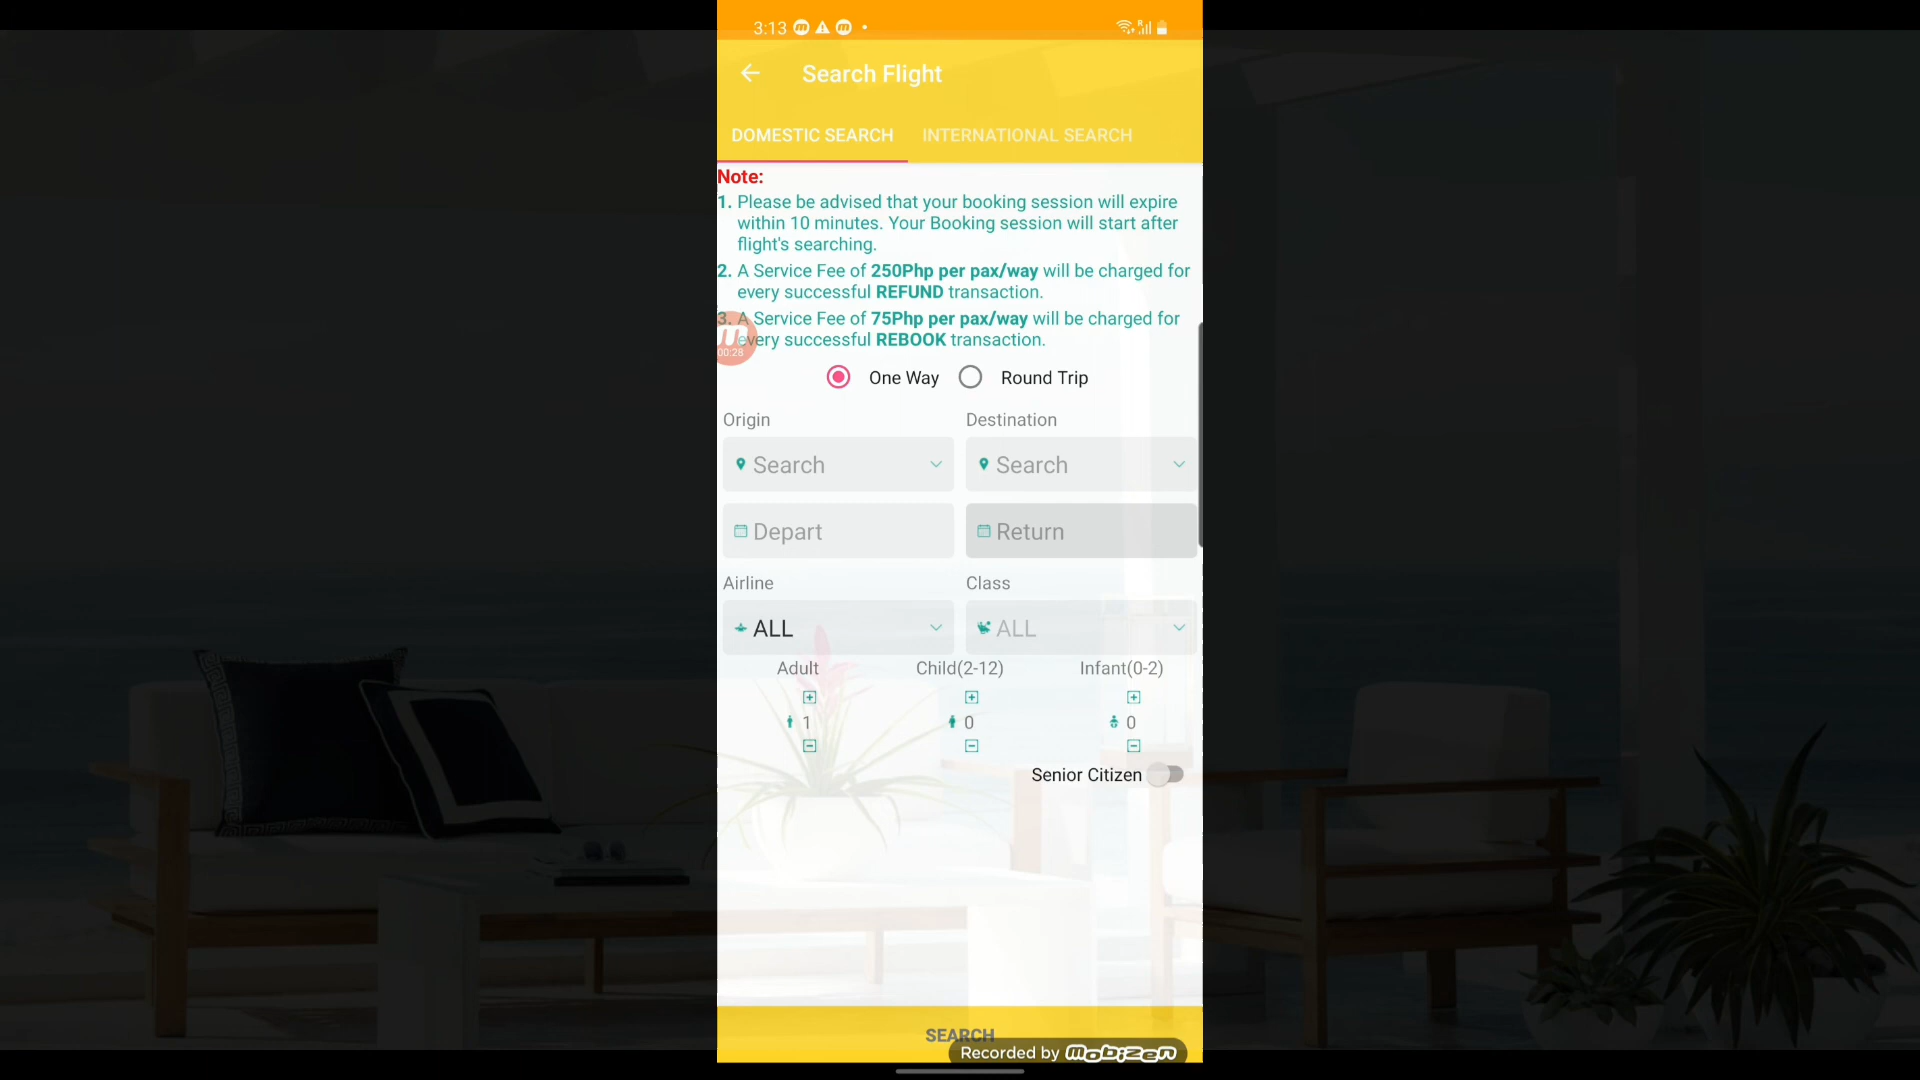 3:13
Search Flight
DOMESTIC SEARCH INTERNATIONAL SEARCH
Note:
1. Please be advised that your booking session will expire
within 10 minutes. Your Booking session will start after
flight's searching.
2. A Service Fee of 250Php per pax/way will be charged for
every successful REFUND transaction.
3. A Service Fee of 75Php per pax/way will be charged for
every successful REBOOK transaction.
00:28
One Way Round Trip
Origin Destination
Search Search
Depart Return
Airline Class
ALL ALL
Adult Child(2-12) Infant(0-2)
1 0 0
Senior Citizen
SEARCH
Recorded by mobizen